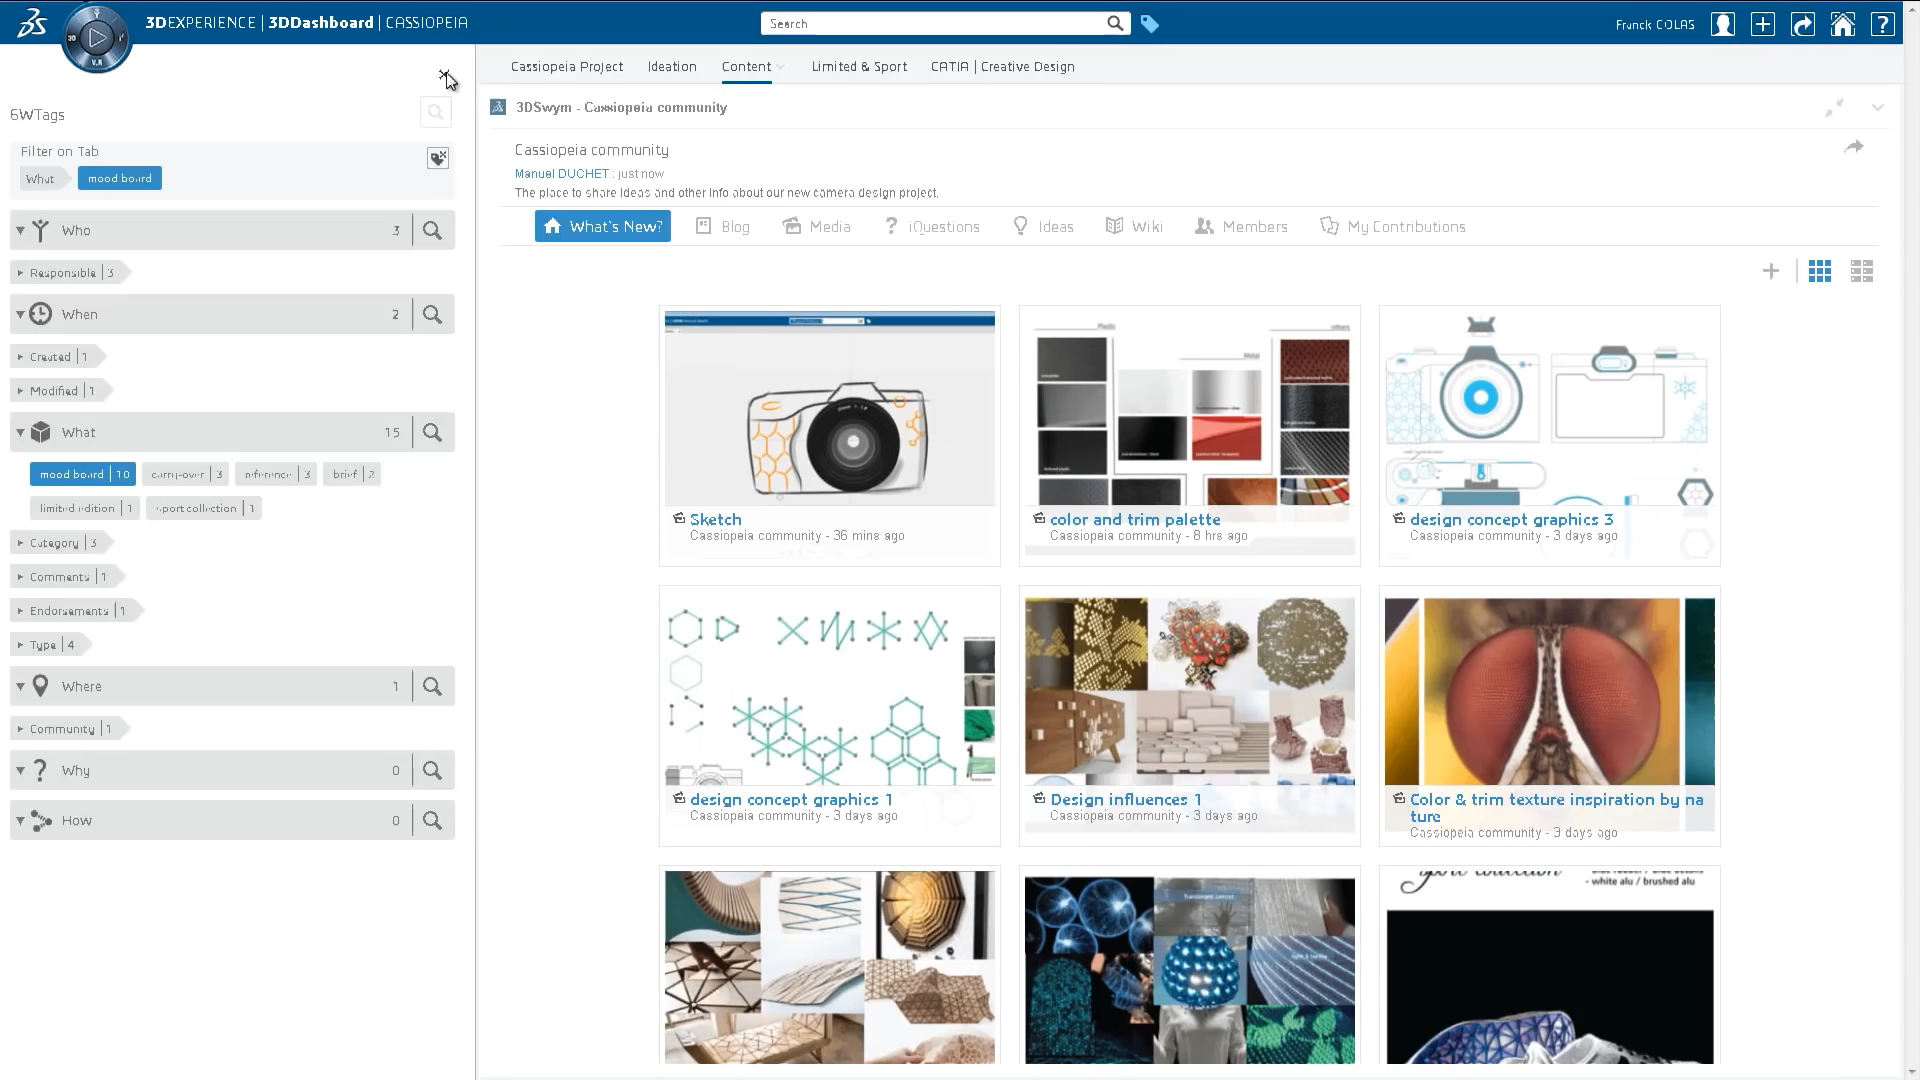 3DEXPERIENCE | 3DDashboard | CASSIOPEIA
Search
Franck COLAS
3D
V.R
Cassiopeia Project
Ideation
Content
Limited & Sport
CATIA | Creative Design
6WTags
3DSwym - Cassiopeia community
Filter on Tab
What
mood board
Cassiopeia community
Manuel DUCHET : just now
The place to share ideas and other info about our new camera design project.
Who 3
What's New?
Blog
Media
iQuestions
Ideas
Wiki
Members
My Contributions
Responsible | 3
When 2
Created | 1
Modified | 1
What 15
mood board | 10
carry-over | 3
reference | 3
brief | 2
limited edition | 1
sport collection | 1
Category | 3
Comments | 1
Endorsements | 1
Type | 4
Where 1
Community | 1
Why 0
How 0
Plastic
Metal
Sketch
Cassiopeia community - 36 mins ago
color and trim palette
Cassiopeia community - 8 hrs ago
design concept graphics 3
Cassiopeia community - 3 days ago
design concept graphics 1
Cassiopeia community - 3 days ago
Design influences 1
Cassiopeia community - 3 days ago
Color & trim texture inspiration by na
ture
Cassiopeia community - 3 days ago
sport collection
- white alu / brushed alu